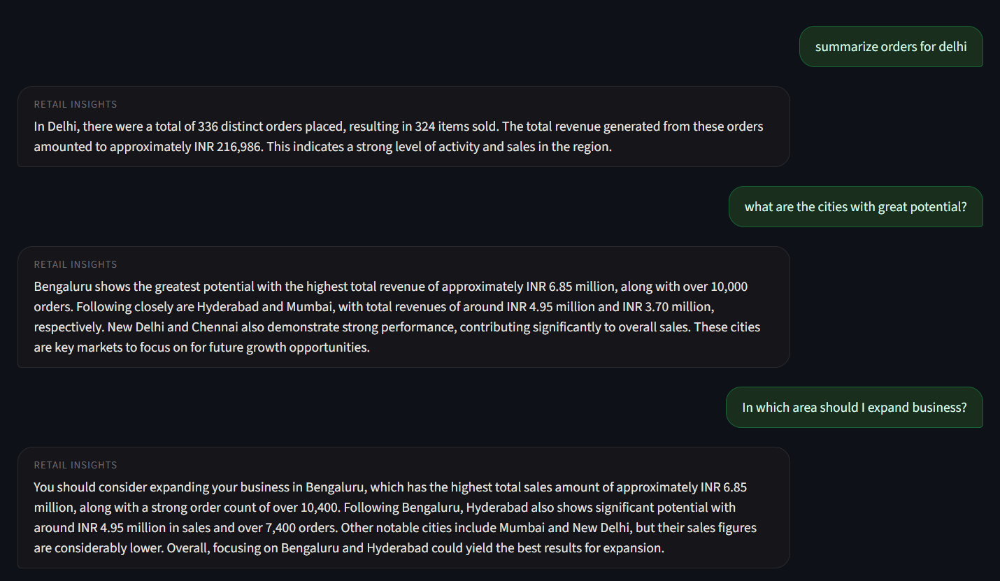 summarize orders for delhi
RETAIL INSIGHTS
In Delhi, there were a total of 336 distinct orders placed, resulting in 324 items sold. The total revenue generated from these orders
amounted to approximately INR 216,986. This indicates a strong level of activity and sales in the region.
what are the cities with great potential?
RETAIL INSIGHTS
Bengaluru shows the greatest potential with the highest total revenue of approximately INR 6.85 million, along with over 10,000
orders. Following closely are Hyderabad and Mumbai, with total revenues of around INR 4.95 million and INR 3.70 million,
respectively. New Delhi and Chennai also demonstrate strong performance, contributing significantly to overall sales. These cities
are key markets to focus on for future growth opportunities.
In which area should I expand business?
RETAIL INSIGHTS
You should consider expanding your business in Bengaluru, which has the highest total sales amount of approximately INR 6.85
million, along with a strong order count of over 10,400. Following Bengaluru, Hyderabad also shows significant potential with
around INR 4.95 million in sales and over 7,400 orders. Other notable cities include Mumbai and New Delhi, but their sales figures
are considerably lower. Overall, focusing on Bengaluru and Hyderabad could yield the best results for expansion.